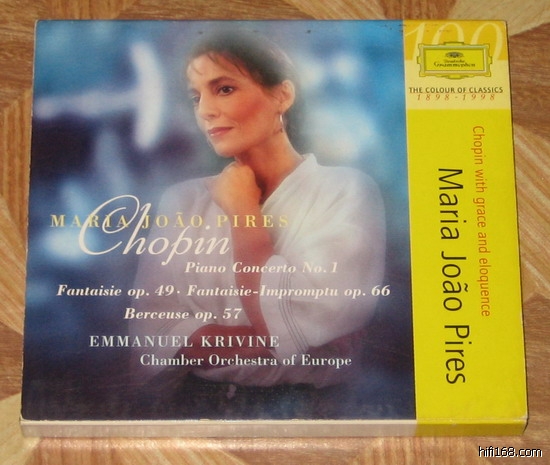 MARIA JOÃO PIRES
Chopin
Piano Concerto No. 1
Fantaisie op. 49 · Fantaisie-Impromptu op. 66
Berceuse op. 57
EMMANUEL KRIVINE
Chamber Orchestra of Europe
100
Deutsche
Grammophon
THE COLOUR OF CLASSICS
1898-1998
Chopin with grace and eloquence
Maria João Pires
hifi168.com